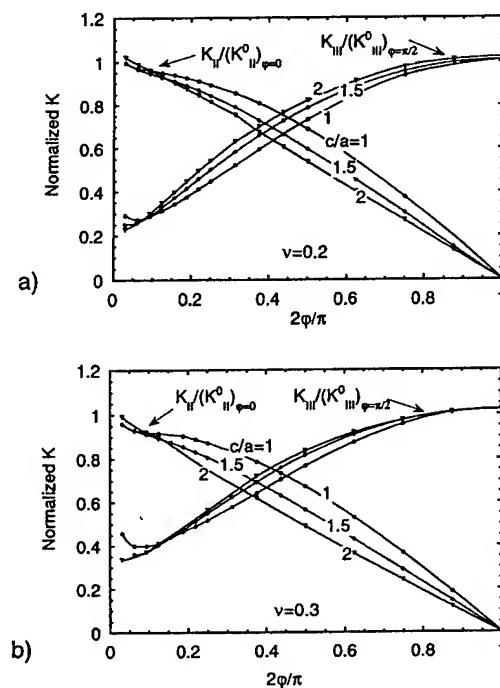 a)
Normalized K
1.2
1
0.8
0.6
0.4
0.2
0
K_II/(K^0_II)_φ=0
K_III/(K^0_III)_φ=π/2
2
1.5
1
c/a=1
1.5
2
ν=0.2
0 0.2 0.4 0.6 0.8
2φ/π
b)
Normalized K
1.2
1
0.8
0.6
0.4
0.2
0
K_II/(K^0_II)_φ=0
K_III/(K^0_III)_φ=π/2
c/a=1
1.5
2
1
1.5
2
ν=0.3
0 0.2 0.4 0.6 0.8
2φ/π